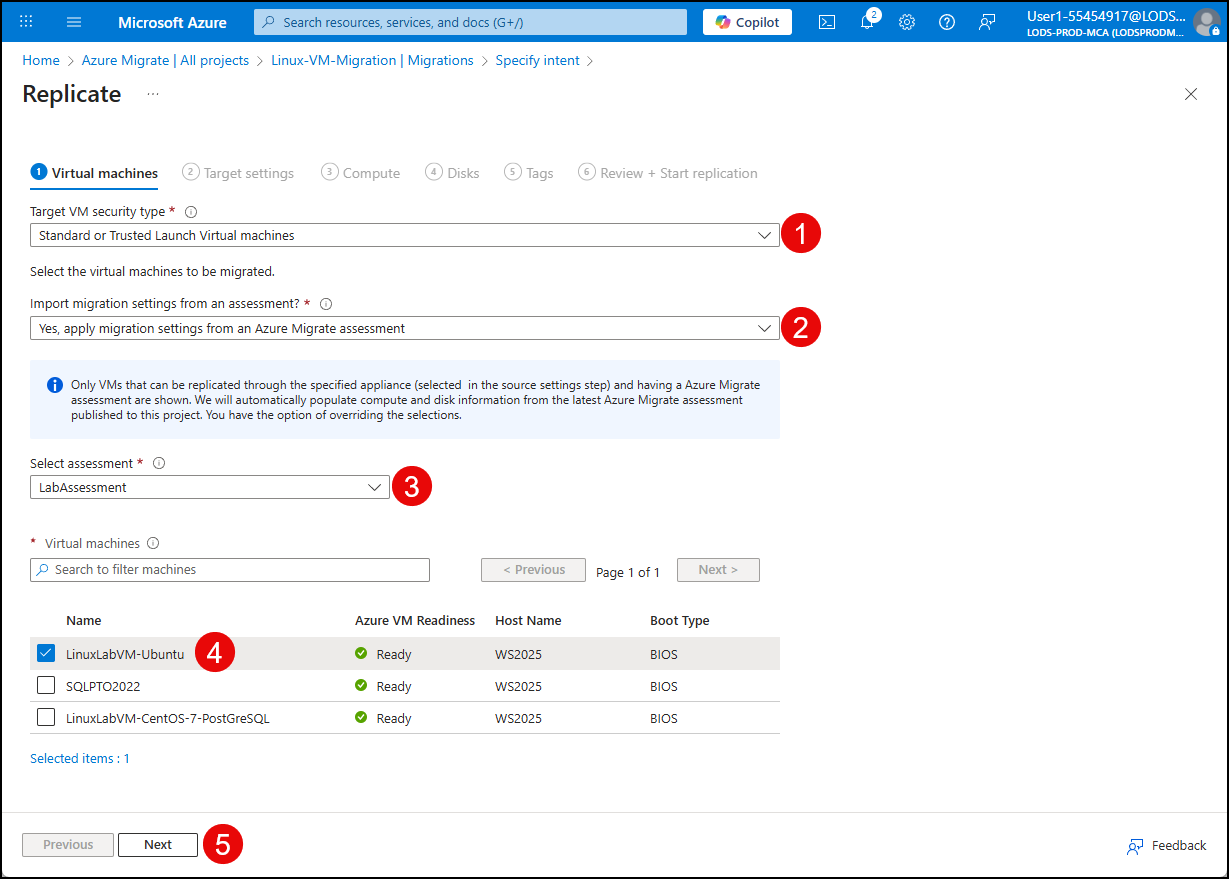 Microsoft Azure
Search resources, services, and docs (G+/)
Copilot
2
User1-55454917@LODS...
LODS-PROD-MCA (LODSPRODM...
Home > Azure Migrate | All projects > Linux-VM-Migration | Migrations > Specify intent >
Replicate ...
1 Virtual machines 2 Target settings 3 Compute 4 Disks 5 Tags 6 Review + Start replication
Target VM security type *
Standard or Trusted Launch Virtual machines
1
Select the virtual machines to be migrated.
Import migration settings from an assessment? *
Yes, apply migration settings from an Azure Migrate assessment
2
Only VMs that can be replicated through the specified appliance (selected in the source settings step) and having a Azure Migrate
assessment are shown. We will automatically populate compute and disk information from the latest Azure Migrate assessment
published to this project. You have the option of overriding the selections.
Select assessment *
LabAssessment
3
* Virtual machines
Search to filter machines
< Previous Page 1 of 1 Next >
Name Azure VM Readiness Host Name Boot Type
LinuxLabVM-Ubuntu 4 Ready WS2025 BIOS
SQLPTO2022 Ready WS2025 BIOS
LinuxLabVM-CentOS-7-PostGreSQL Ready WS2025 BIOS
Selected items : 1
Previous Next 5
Feedback